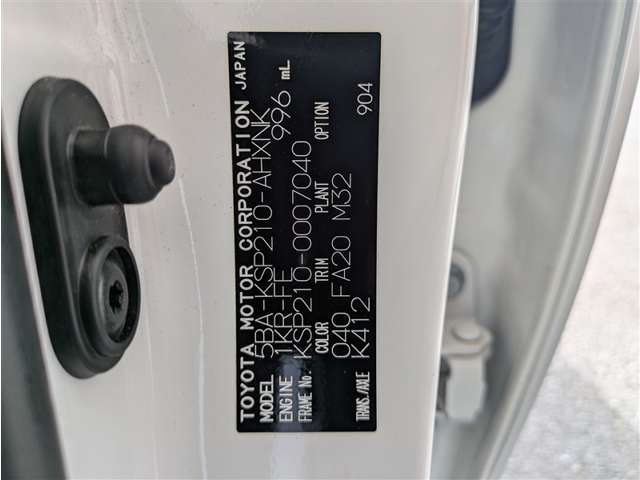 TOYOTA MOTOR CORPORATION JAPAN
MODEL 5BA-KSP210-AHXNK
ENGINE 1KR-FE 996 mL
FRAME No. KSP210-0007040
COLOR TRIM PLANT OPTION
040 FA20 M32
TRANS./AXLE K412 904